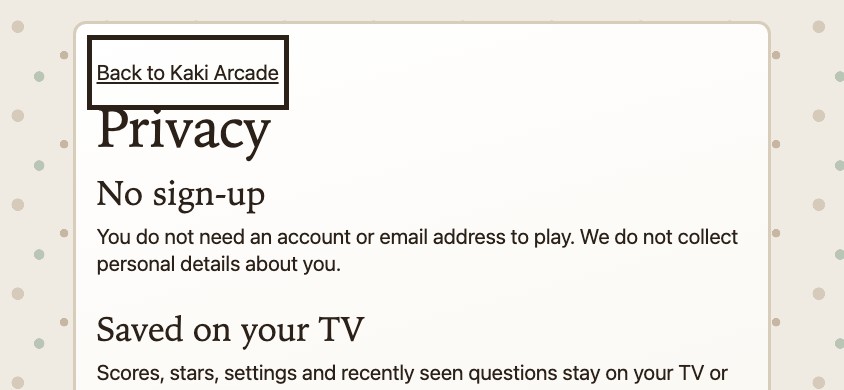 Back to Kaki Arcade
Privacy
No sign-up
You do not need an account or email address to play. We do not collect
personal details about you.
Saved on your TV
Scores, stars, settings and recently seen questions stay on your TV or